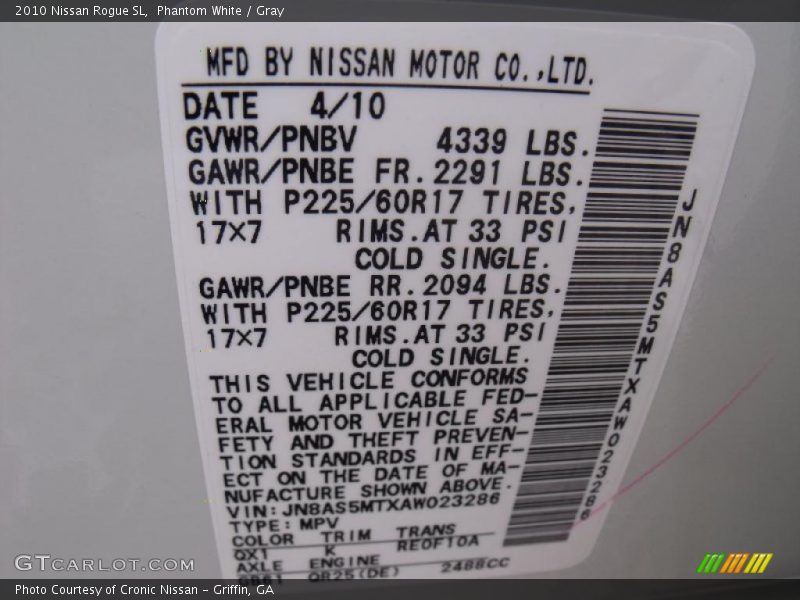 2010 Nissan Rogue SL, Phantom White / Gray
MFD BY NISSAN MOTOR CO.,LTD.
DATE 4/10
GVWR/PNBV 4339 LBS.
GAWR/PNBE FR. 2291 LBS.
WITH P225/60R17 TIRES,
17×7 RIMS.AT 33 PSI
COLD SINGLE.
GAWR/PNBE RR. 2094 LBS.
WITH P225/60R17 TIRES,
17×7 RIMS.AT 33 PSI
COLD SINGLE.
THIS VEHICLE CONFORMS
TO ALL APPLICABLE FED-
ERAL MOTOR VEHICLE SA-
FETY AND THEFT PREVEN-
TION STANDARDS IN EFF-
ECT ON THE DATE OF MA-
NUFACTURE SHOWN ABOVE.
VIN:JN8AS5MTXAW023286
TYPE:MPV
COLOR TRIM TRANS
QX1 K RE0F10A
AXLE ENGINE
QR25(DE) 2488CC
JN8AS5MTXAW023286
GTCARLOT.COM
Photo Courtesy of Cronic Nissan - Griffin, GA